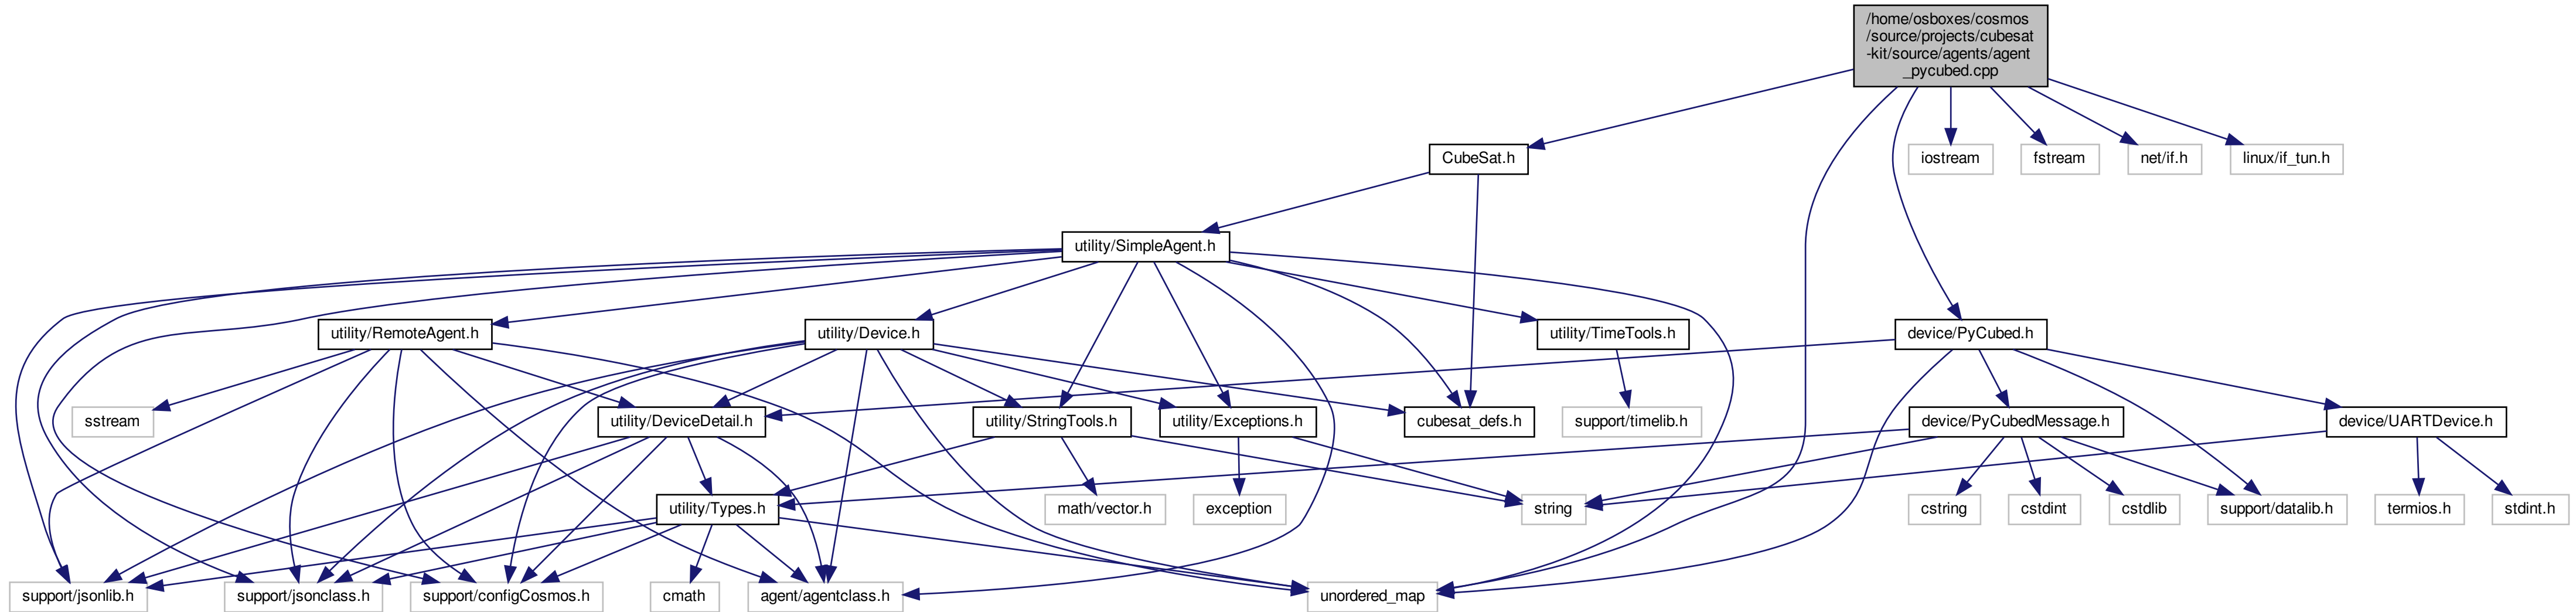 /home/osboxes/cosmos
/source/projects/cubesat
-kit/source/agents/agent
_pycubed.cpp
CubeSat.h
iostream
fstream
net/if.h
linux/if_tun.h
utility/SimpleAgent.h
utility/RemoteAgent.h
utility/Device.h
utility/TimeTools.h
device/PyCubed.h
sstream
utility/DeviceDetail.h
utility/StringTools.h
utility/Exceptions.h
cubesat_defs.h
support/timelib.h
device/PyCubedMessage.h
device/UARTDevice.h
utility/Types.h
math/vector.h
exception
string
cstring
cstdint
cstdlib
support/datalib.h
termios.h
stdint.h
support/jsonlib.h
support/jsonclass.h
support/configCosmos.h
cmath
agent/agentclass.h
unordered_map